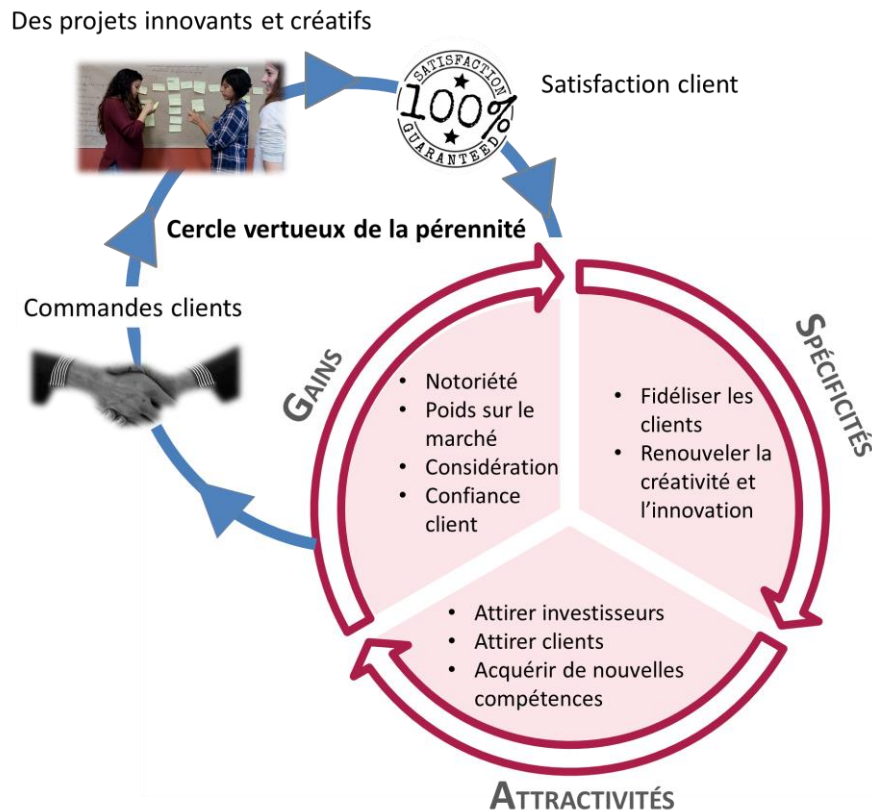 Des projets innovants et créatifs
SATISFACTION
100%
GUARANTEED
Satisfaction client
Cercle vertueux de la pérennité
Commandes clients
GAINS
• Notoriété
• Poids sur le
marché
• Considération
• Confiance
client
SPÉCIFICITÉS
• Fidéliser les
clients
• Renouveler la
créativité et
l’innovation
• Attirer investisseurs
• Attirer clients
• Acquérir de nouvelles
compétences
ATTRACTIVITÉS